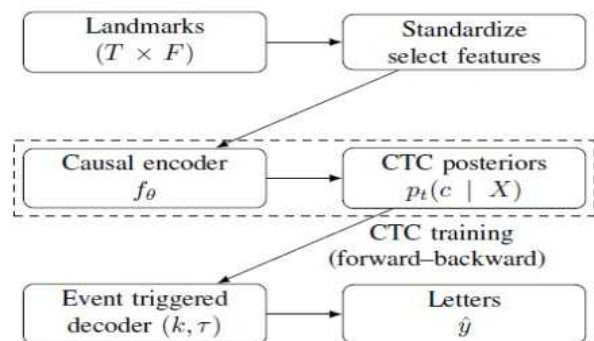 Landmarks
(T × F)
Standardize
select features
Causal encoder
f_θ
CTC posteriors
p_t(c | X)
CTC training
(forward–backward)
Event triggered
decoder (k, τ)
Letters
ŷ